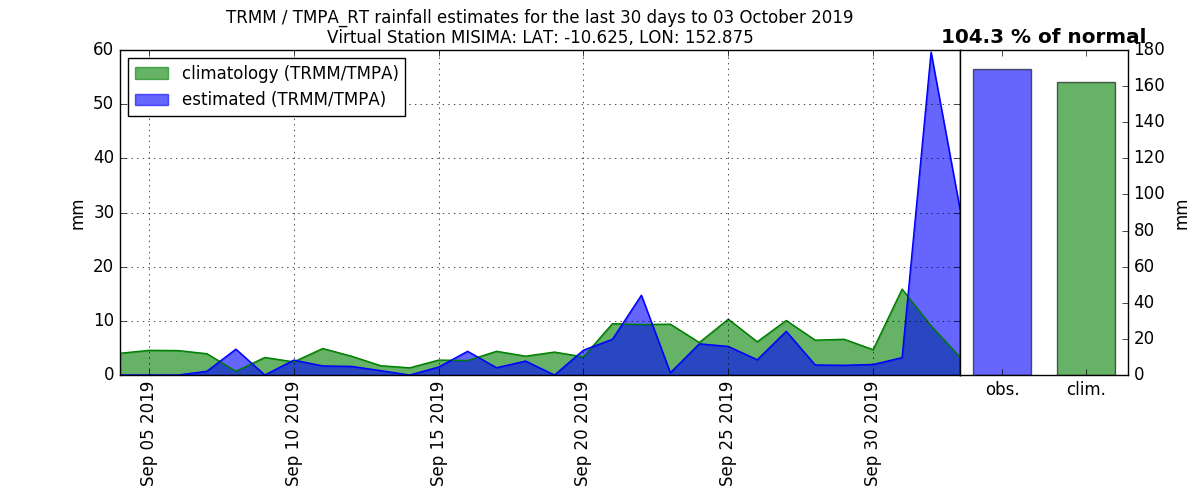 TRMM / TMPA_RT rainfall estimates for the last 30 days to 03 October 2019
Virtual Station MISIMA: LAT: -10.625, LON: 152.875
104.3 % of normal
climatology (TRMM/TMPA)
estimated (TRMM/TMPA)
60
50
40
30
20
10
0
mm
Sep 05 2019
Sep 10 2019
Sep 15 2019
Sep 20 2019
Sep 25 2019
Sep 30 2019
obs.
clim.
180
160
140
120
100
80
60
40
20
0
mm